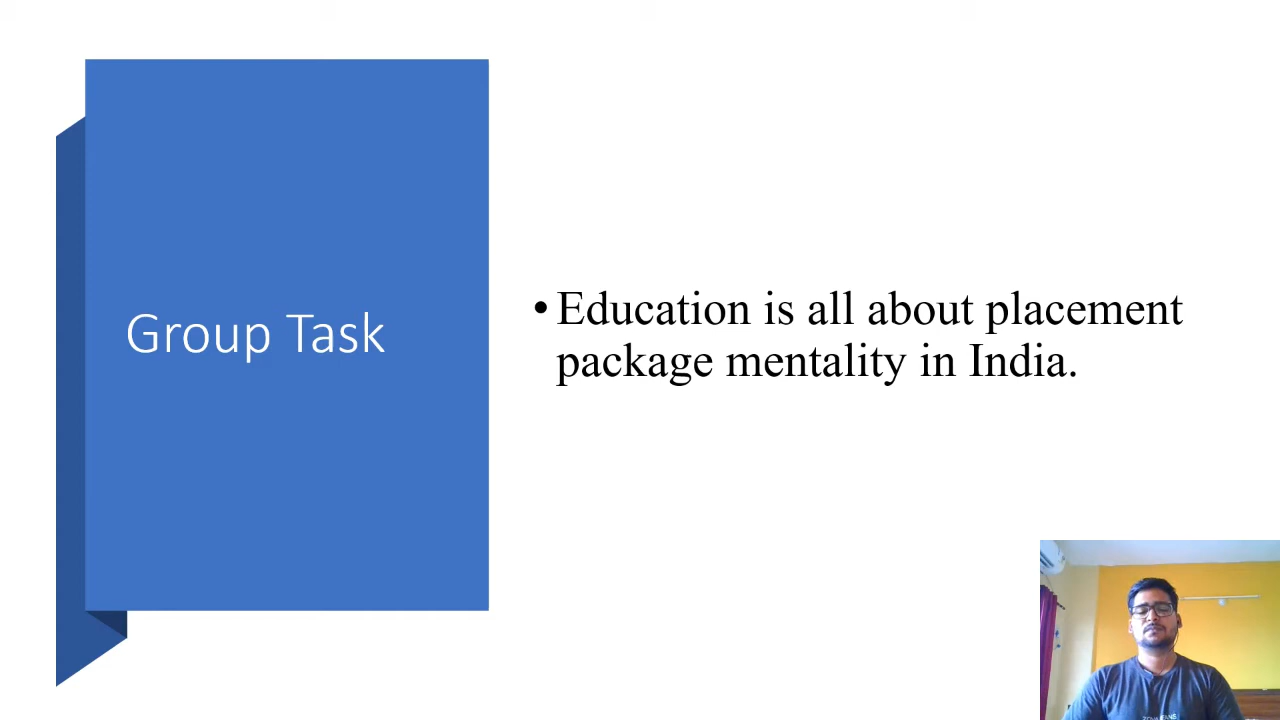 Group Task
• Education is all about placement
package mentality in India.